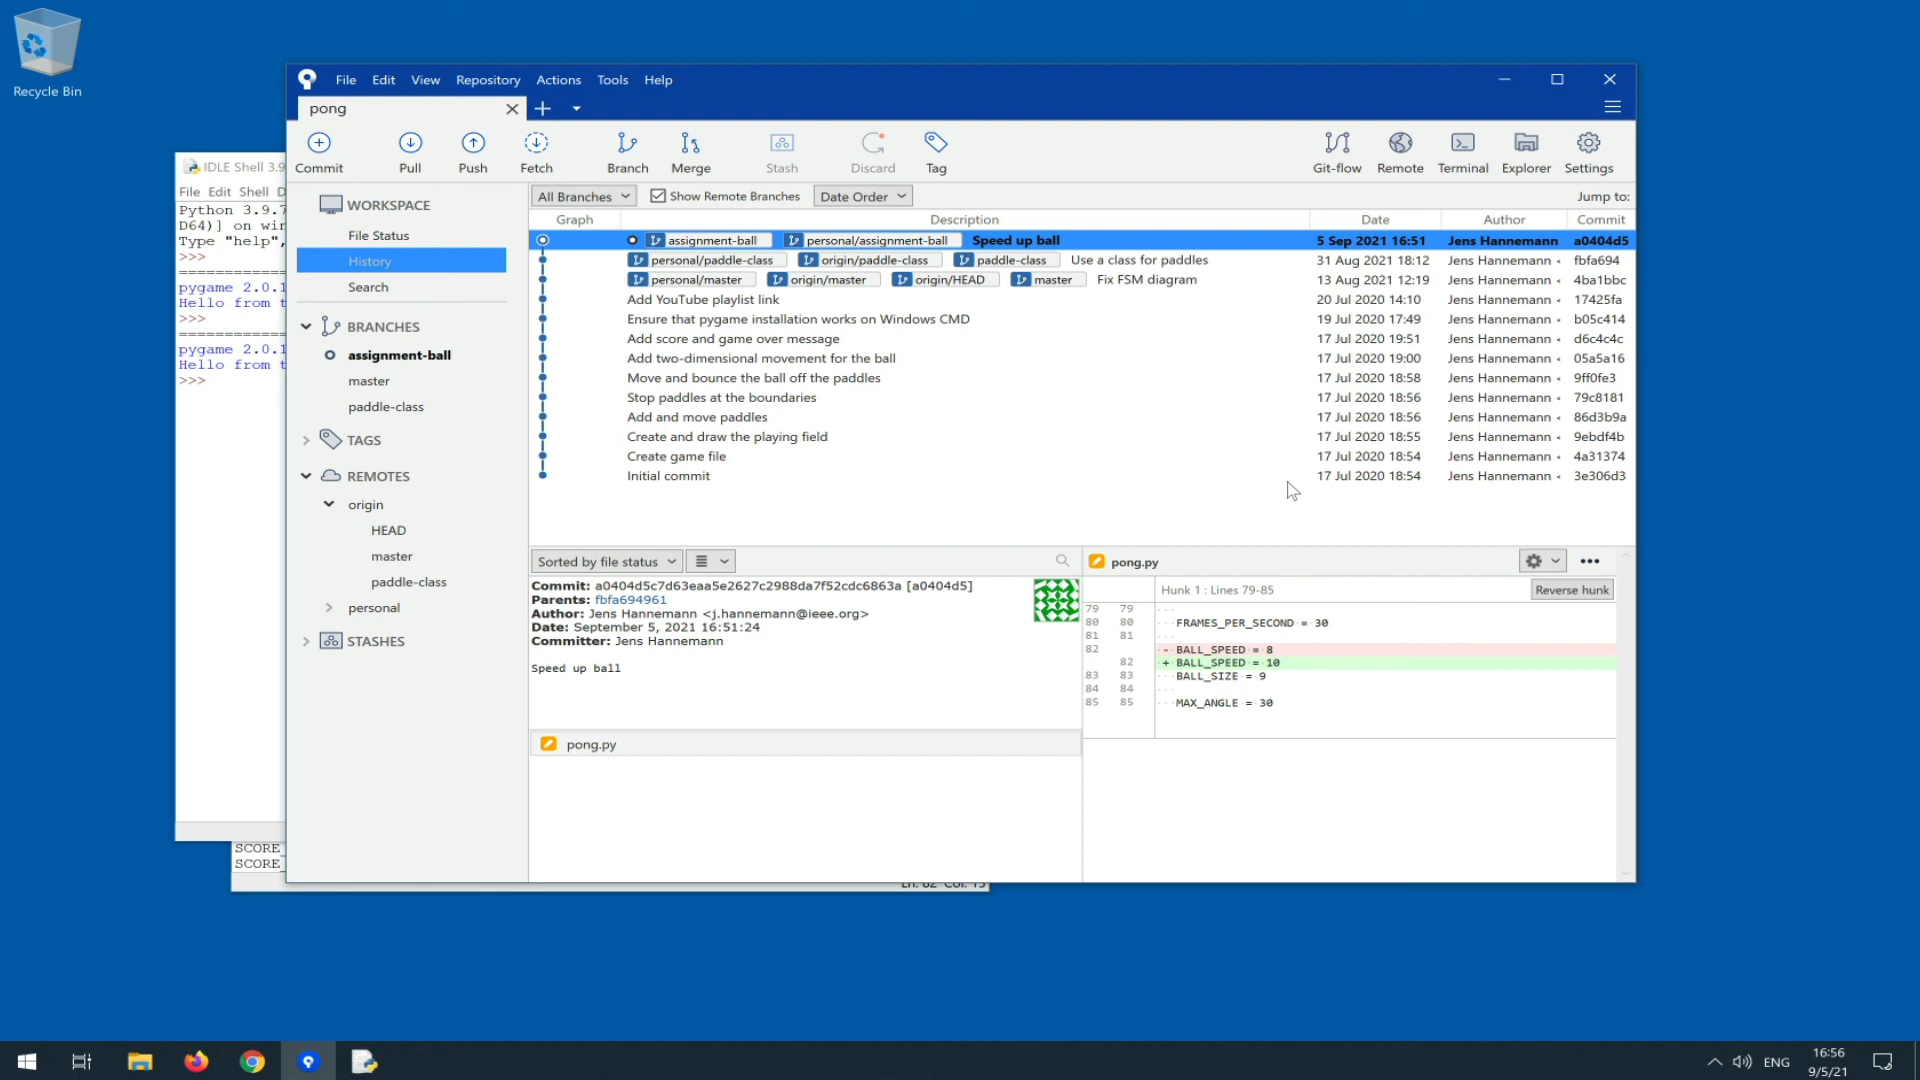 Recycle Bin
File Edit View Repository Actions Tools Help
pong
Commit Pull Push Fetch Branch Merge Stash Discard Tag Git-flow Remote Terminal Explorer Settings
IDLE Shell 3.9
File Edit Shell
Python 3.9.7
D64)] on win
Type "help",
>>>
pygame 2.0.1
Hello from t
>>>
pygame 2.0.1
Hello from t
>>>
SCORE_
SCORE_
WORKSPACE
File Status
History
Search
BRANCHES
assignment-ball
master
paddle-class
TAGS
REMOTES
origin
HEAD
master
paddle-class
personal
STASHES
All Branches Show Remote Branches Date Order Jump to:
Graph Description Date Author Commit
assignment-ball personal/assignment-ball Speed up ball 5 Sep 2021 16:51 Jens Hannemann a0404d5
personal/paddle-class origin/paddle-class paddle-class Use a class for paddles 31 Aug 2021 18:12 Jens Hannemann fbfa694
personal/master origin/master origin/HEAD master Fix FSM diagram 13 Aug 2021 12:19 Jens Hannemann 4ba1bbc
Add YouTube playlist link 20 Jul 2020 14:10 Jens Hannemann 17425fa
Ensure that pygame installation works on Windows CMD 19 Jul 2020 17:49 Jens Hannemann b05c414
Add score and game over message 17 Jul 2020 19:51 Jens Hannemann d6c4c4c
Add two-dimensional movement for the ball 17 Jul 2020 19:00 Jens Hannemann 05a5a16
Move and bounce the ball off the paddles 17 Jul 2020 18:58 Jens Hannemann 9ff0fe3
Stop paddles at the boundaries 17 Jul 2020 18:56 Jens Hannemann 79c8181
Add and move paddles 17 Jul 2020 18:56 Jens Hannemann 86d3b9a
Create and draw the playing field 17 Jul 2020 18:55 Jens Hannemann 9ebdf4b
Create game file 17 Jul 2020 18:54 Jens Hannemann 4a31374
Initial commit 17 Jul 2020 18:54 Jens Hannemann 3e306d3
Sorted by file status
Commit: a0404d5c7d63eaa5e2627c2988da7f52cdc6863a [a0404d5]
Parents: fbfa694961
Author: Jens Hannemann <j.hannemann@ieee.org>
Date: September 5, 2021 16:51:24
Committer: Jens Hannemann
Speed up ball
pong.py
pong.py
Hunk 1 : Lines 79-85 Reverse hunk
79 79
80 80 FRAMES_PER_SECOND = 30
81 81
82 - BALL_SPEED = 8
82 + BALL_SPEED = 10
83 83 BALL_SIZE = 9
84 84
85 85 MAX_ANGLE = 30
ENG
16:56
9/5/21